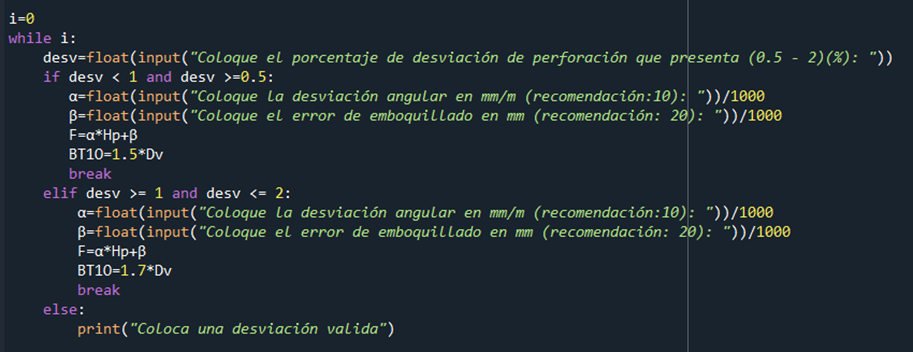 i=0
while i:
    desv=float(input("Coloque el porcentaje de desviación de perforación que presenta (0.5 - 2)(%): "))
    if desv < 1 and desv >=0.5:
        α=float(input("Coloque la desviación angular en mm/m (recomendación:10): "))/1000
        β=float(input("Coloque el error de emboquillado en mm (recomendación: 20): "))/1000
        F=α*Hp+β
        BT1O=1.5*Dv
        break
    elif desv >= 1 and desv <= 2:
        α=float(input("Coloque la desviación angular en mm/m (recomendación:10): "))/1000
        β=float(input("Coloque el error de emboquillado en mm (recomendación: 20): "))/1000
        F=α*Hp+β
        BT1O=1.7*Dv
        break
    else:
        print("Coloca una desviación valida")